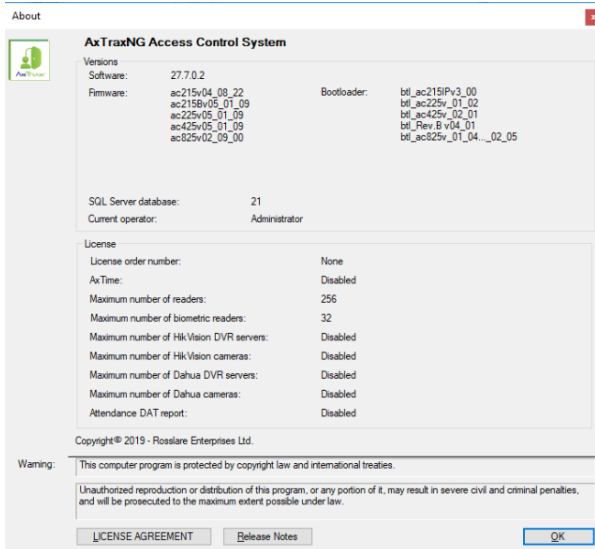 About
x
AxTraxNG Access Control System
AxTraxNG
Versions
Software: 27.7.0.2
Firmware: ac215v04_08_22 Bootloader: btl_ac215IPv3_00
ac215Bv05_01_09 btl_ac225v_01_02
ac225v05_01_09 btl_ac425v_02_01
ac425v05_01_09 btl_Rev.B v04_01
ac825v02_09_00 btl_ac825v_01_04..._02_05
SQL Server database: 21
Current operator: Administrator
License
License order number: None
AxTime: Disabled
Maximum number of readers: 256
Maximum number of biometric readers: 32
Maximum number of HikVision DVR servers: Disabled
Maximum number of HikVision cameras: Disabled
Maximum number of Dahua DVR servers: Disabled
Maximum number of Dahua cameras: Disabled
Attendance DAT report: Disabled
Copyright® 2019 - Rosslare Enterprises Ltd.
Warning: This computer program is protected by copyright law and international treaties.
Unauthorized reproduction or distribution of this program, or any portion of it, may result in severe civil and criminal penalties,
and will be prosecuted to the maximum extent possible under law.
LICENSE AGREEMENT Release Notes OK